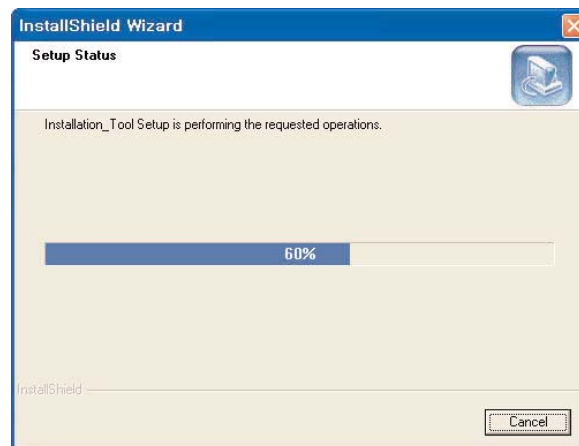 InstallShield Wizard
Setup Status
Installation_Tool Setup is performing the requested operations.
60%
InstallShield
Cancel